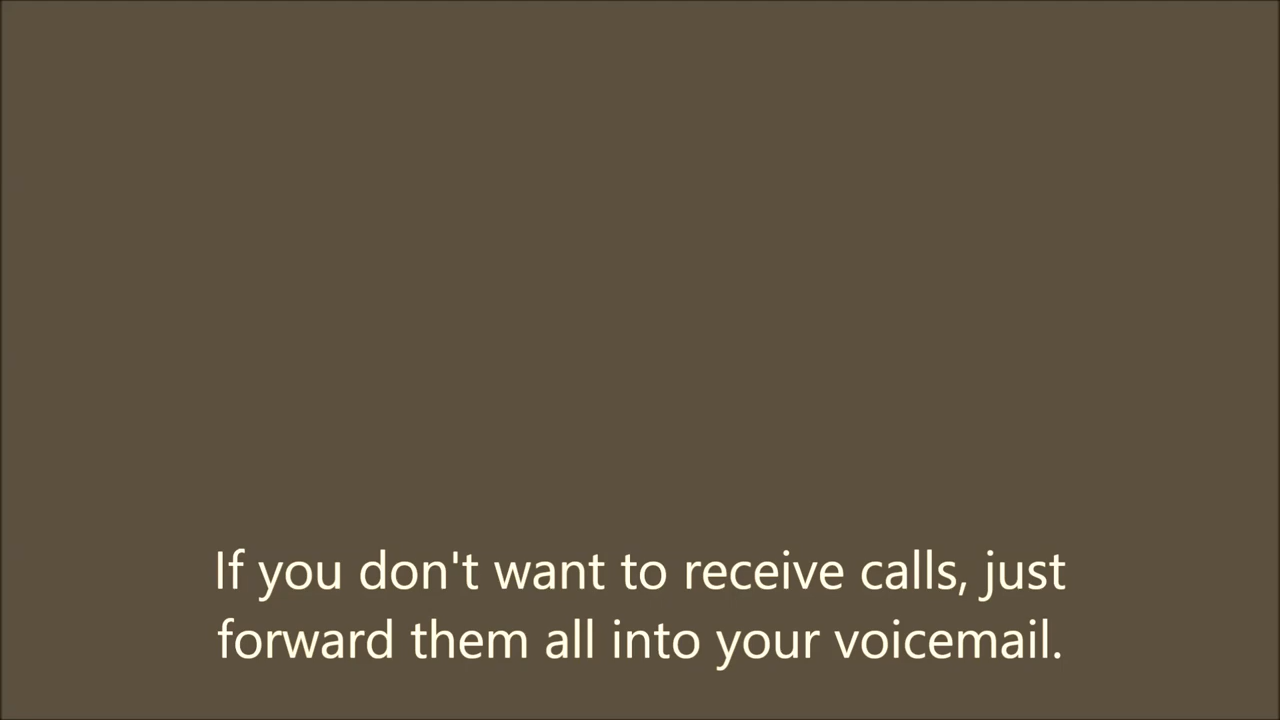 If you don't want to receive calls, just
forward them all into your voicemail.